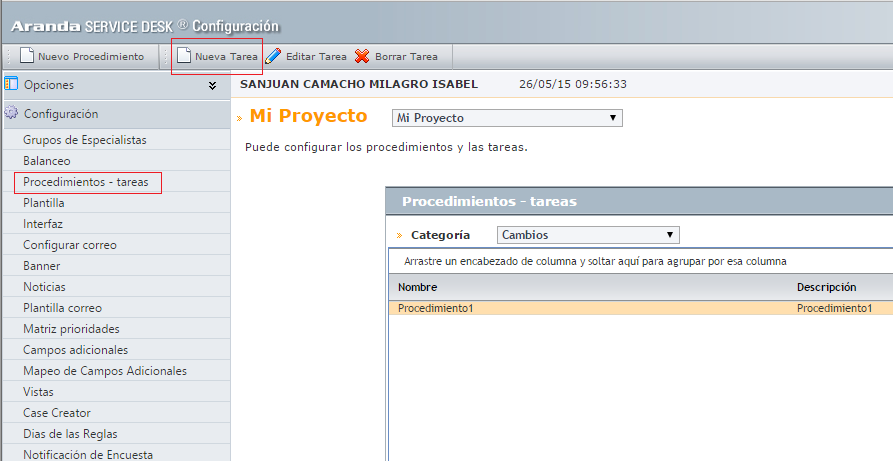 Aranda SERVICE DESK ® Configuración
Nuevo Procedimiento Nueva Tarea Editar Tarea Borrar Tarea
Opciones
SANJUAN CAMACHO MILAGRO ISABEL 26/05/15 09:56:33
Configuración
» Mi Proyecto Mi Proyecto
Puede configurar los procedimientos y las tareas.
Grupos de Especialistas
Balanceo
Procedimientos - tareas
Plantilla
Interfaz
Configurar correo
Banner
Noticias
Plantilla correo
Matriz prioridades
Campos adicionales
Mapeo de Campos Adicionales
Vistas
Case Creator
Dias de las Reglas
Notificación de Encuesta
Procedimientos - tareas
» Categoría Cambios
Arrastre un encabezado de columna y soltar aquí para agrupar por esa columna
Nombre Descripción
Procedimiento1 Procedimiento1